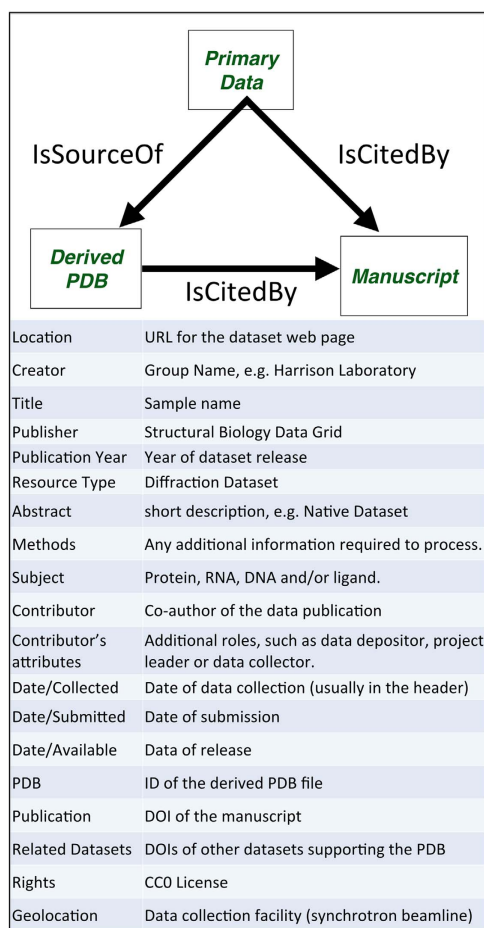 Primary
Data
IsSourceOf
IsCitedBy
Derived
PDB
IsCitedBy
Manuscript
Location URL for the dataset web page
Creator Group Name, e.g. Harrison Laboratory
Title Sample name
Publisher Structural Biology Data Grid
Publication Year Year of dataset release
Resource Type Diffraction Dataset
Abstract short description, e.g. Native Dataset
Methods Any additional information required to process.
Subject Protein, RNA, DNA and/or ligand.
Contributor Co-author of the data publication
Contributor's Additional roles, such as data depositor, project
attributes leader or data collector.
Date/Collected Date of data collection (usually in the header)
Date/Submitted Date of submission
Date/Available Data of release
PDB ID of the derived PDB file
Publication DOI of the manuscript
Related Datasets DOIs of other datasets supporting the PDB
Rights CC0 License
Geolocation Data collection facility (synchrotron beamline)